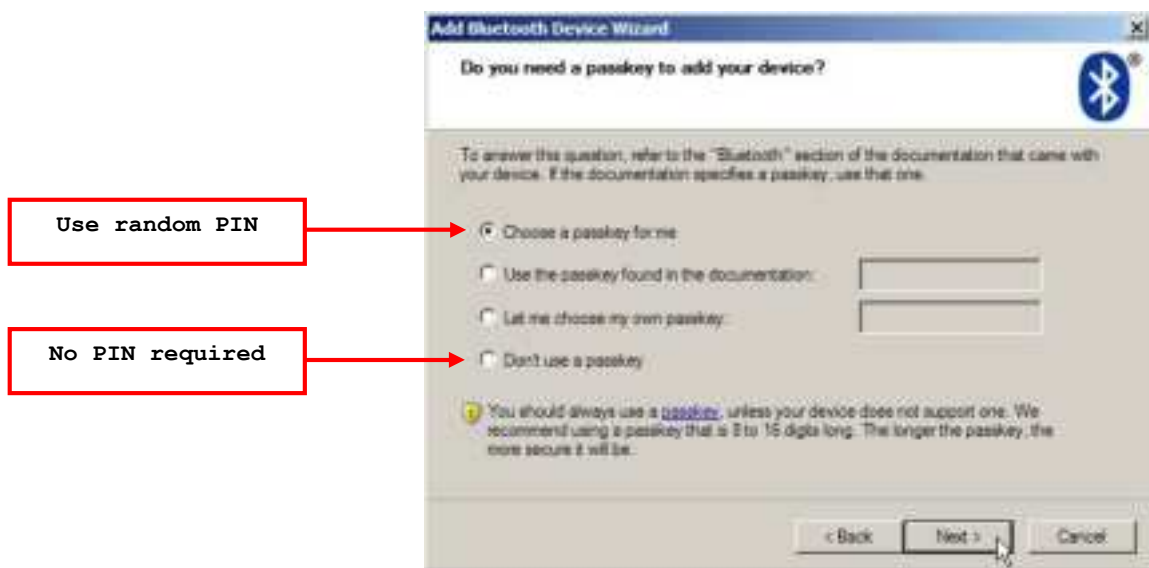 Add Bluetooth Device Wizard
Do you need a passkey to add your device?
®
To answer this question, refer to the "Bluetooth" section of the documentation that came with
your device. If the documentation specifies a passkey, use that one.
Use random PIN
Choose a passkey for me
Use the passkey found in the documentation:
Let me choose my own passkey:
No PIN required
Don't use a passkey
You should always use a passkey, unless your device does not support one. We
recommend using a passkey that is 8 to 16 digits long. The longer the passkey, the
more secure it will be.
< Back
Next >
Cancel